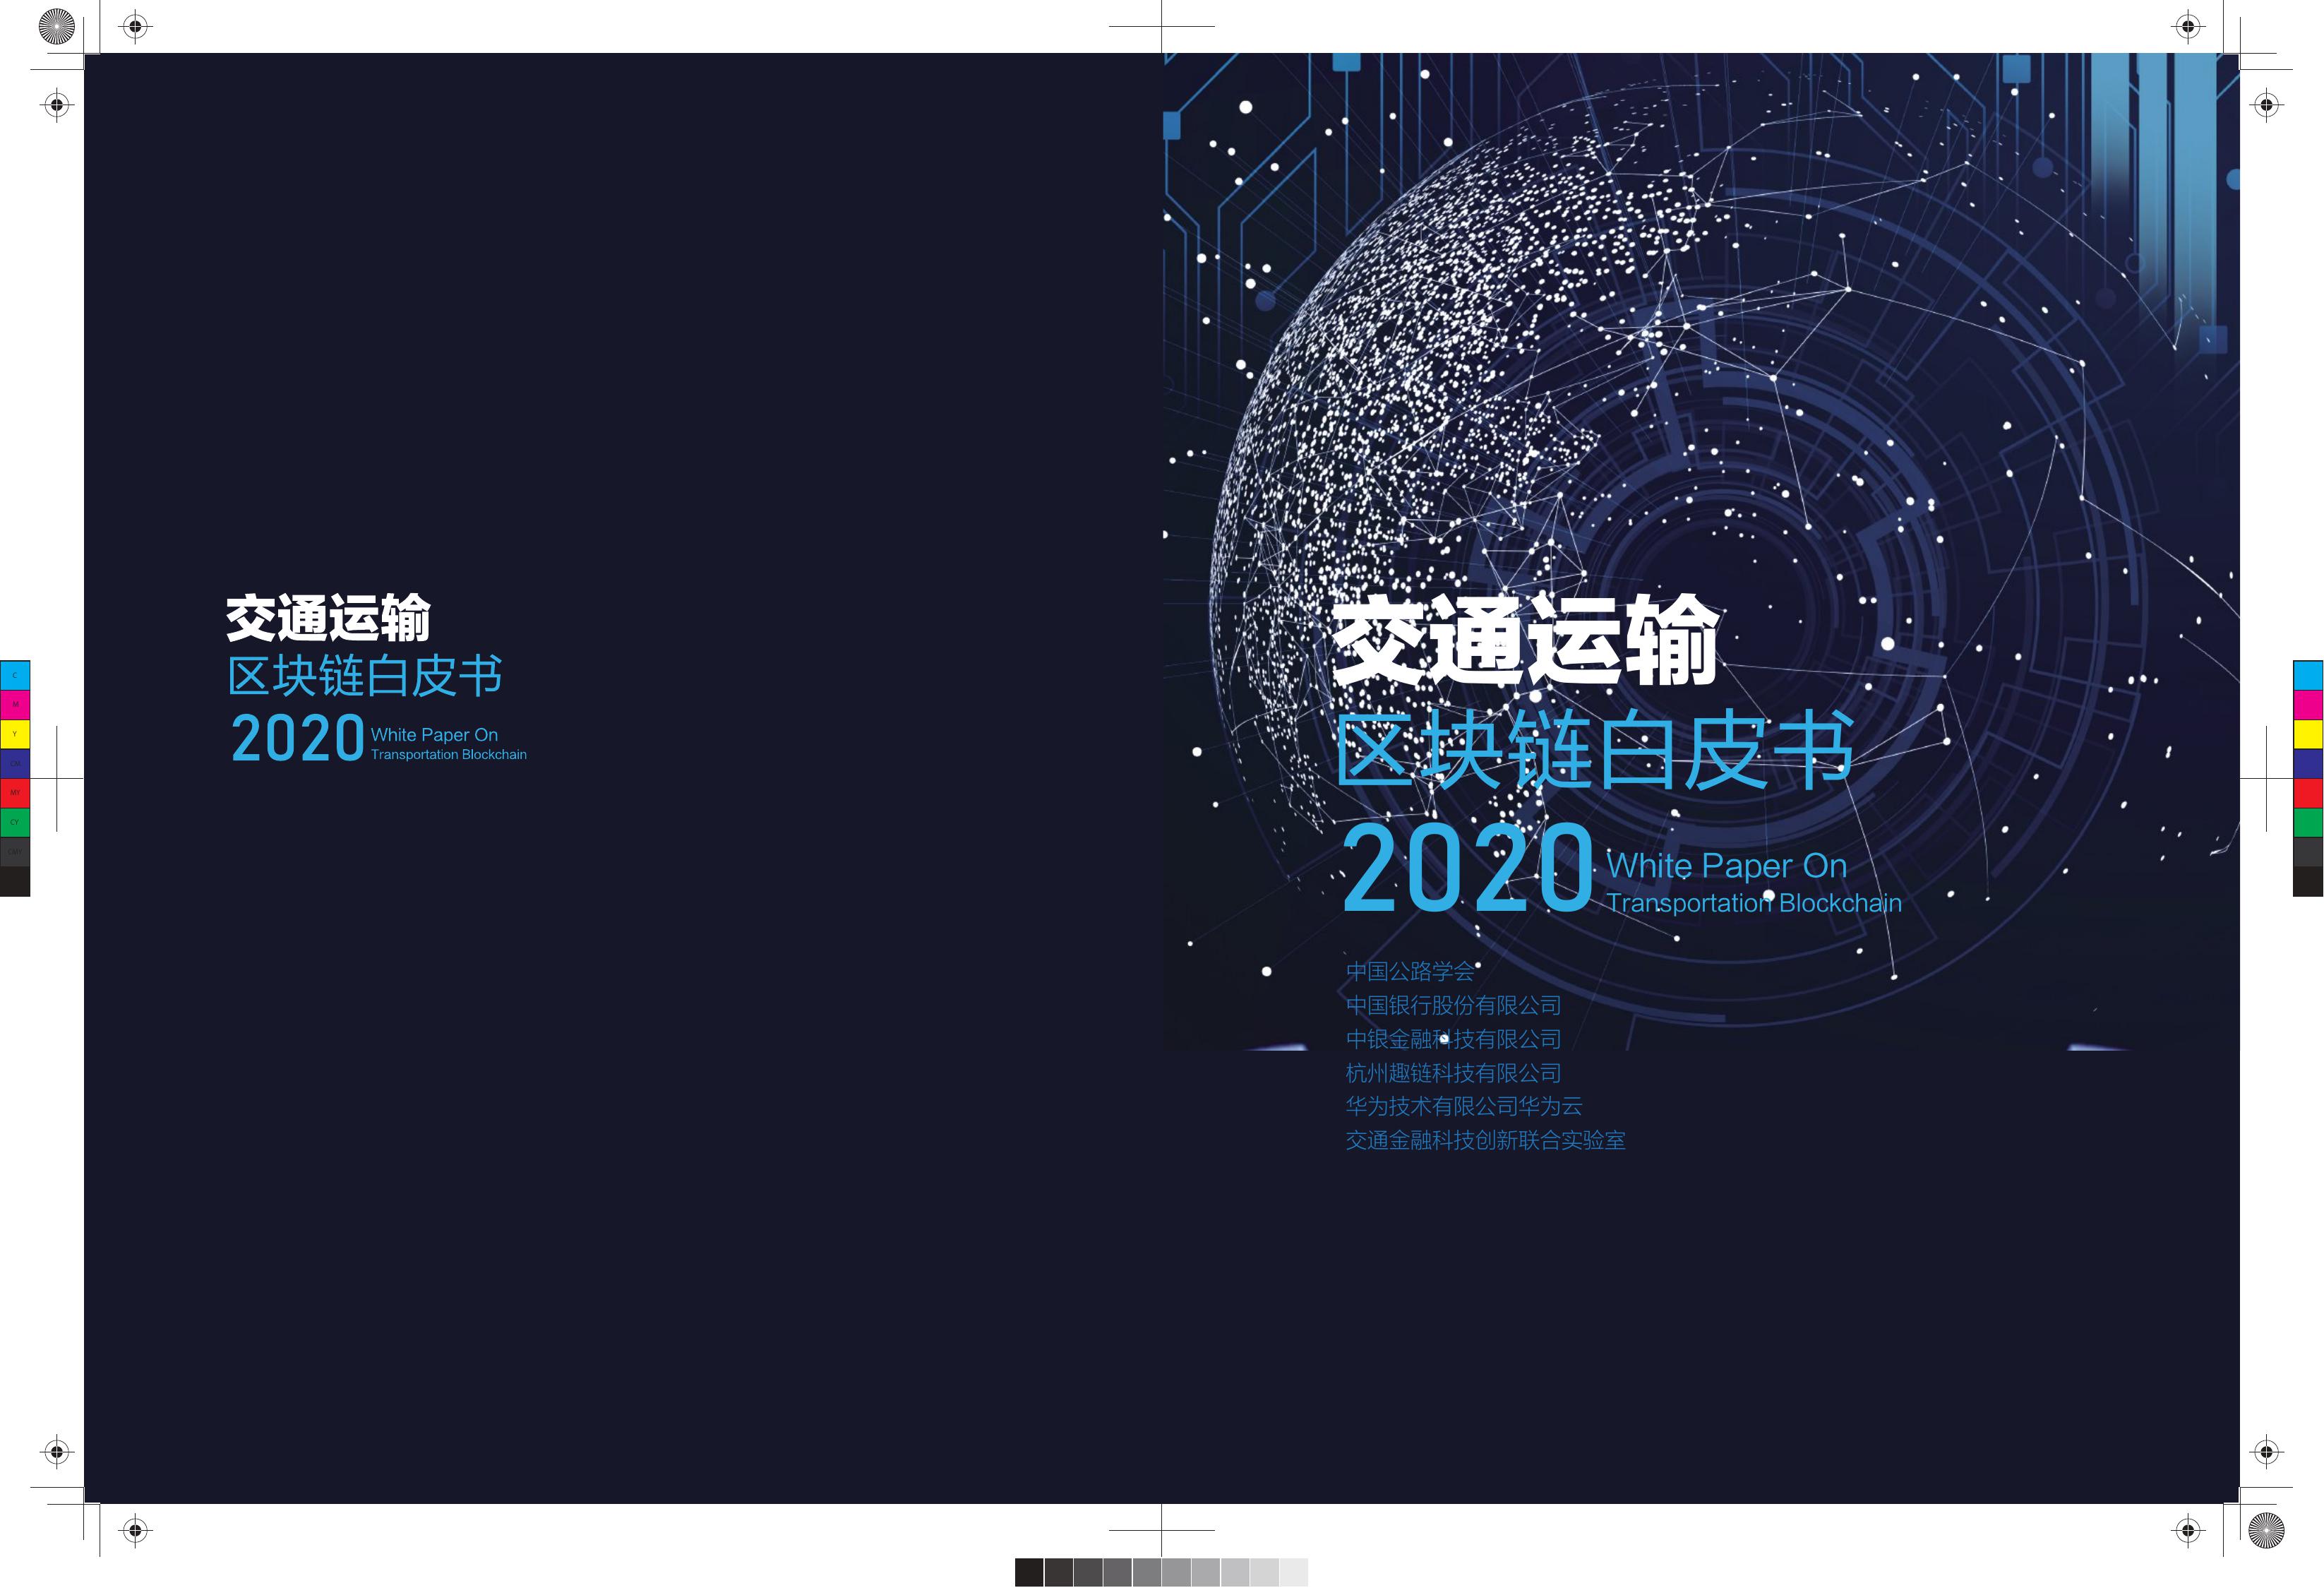 交通运输
区块链白皮书
2020 White Paper On
Transportation Blockchain
交通运输
区块链白皮书
2020 White Paper On
Transportation Blockchain
中国公路学会
中国银行股份有限公司
中银金融科技有限公司
杭州趣链科技有限公司
华为技术有限公司华为云
交通金融科技创新联合实验室
C
M
Y
CM
MY
CY
CMY